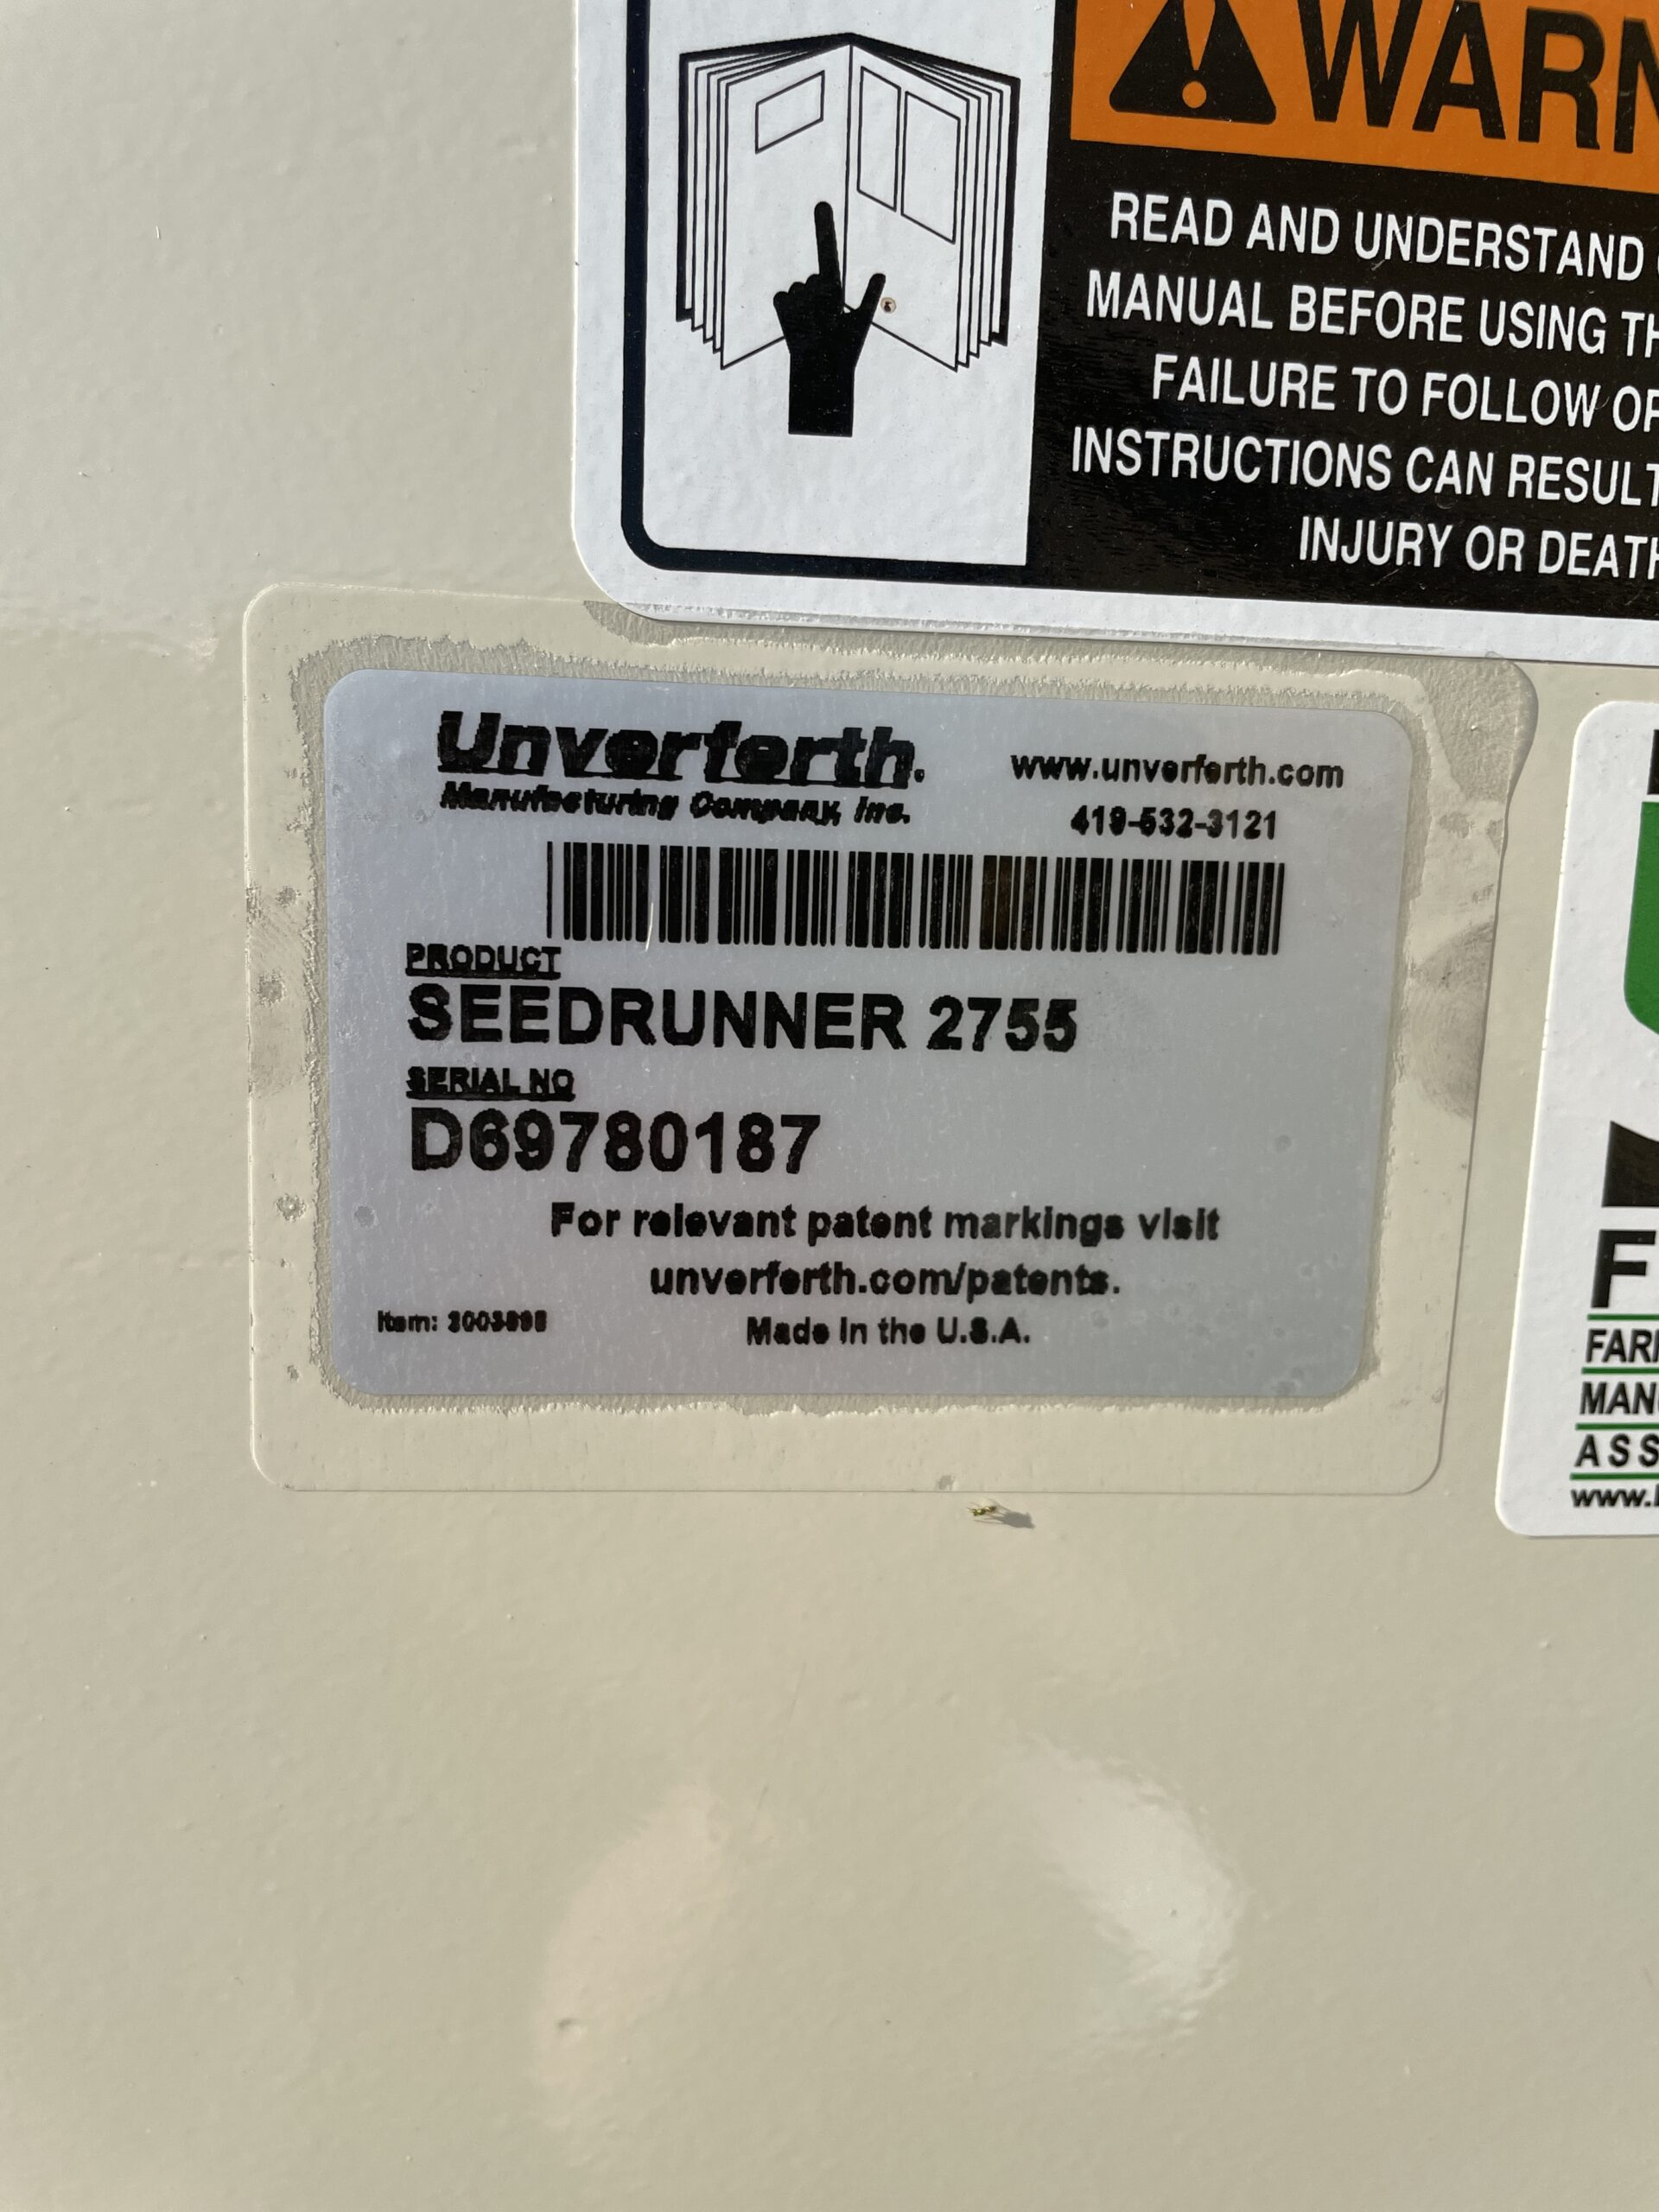 WARN
READ AND UNDERSTAND
MANUAL BEFORE USING TH
FAILURE TO FOLLOW OP
INSTRUCTIONS CAN RESULT
INJURY OR DEATH
Unverferth.
Manufacturing Company, Inc.
www.unverferth.com
419-532-3121
PRODUCT
SEEDRUNNER 2755
SERIAL NO
D69780187
For relevant patent markings visit
unverferth.com/patents.
Item:
Made in the U.S.A.
F
FAR
MAN
ASS
www.